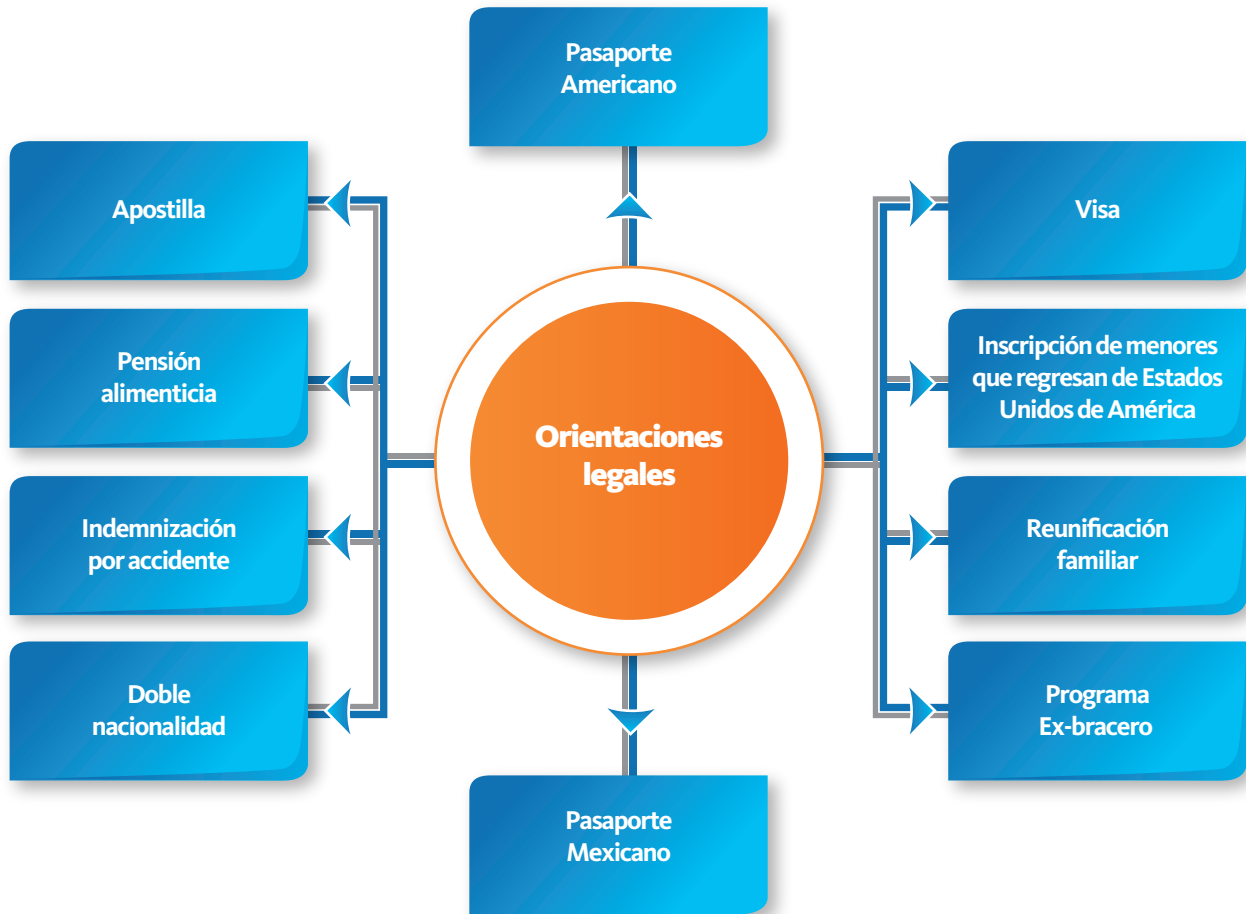 Pasaporte
Americano
Apostilla
Visa
Pensión
alimenticia
Inscripción de menores
que regresan de Estados
Unidos de América
Orientaciones
legales
Indemnización
por accidente
Reunificación
familiar
Doble
nacionalidad
Programa
Ex-bracero
Pasaporte
Mexicano